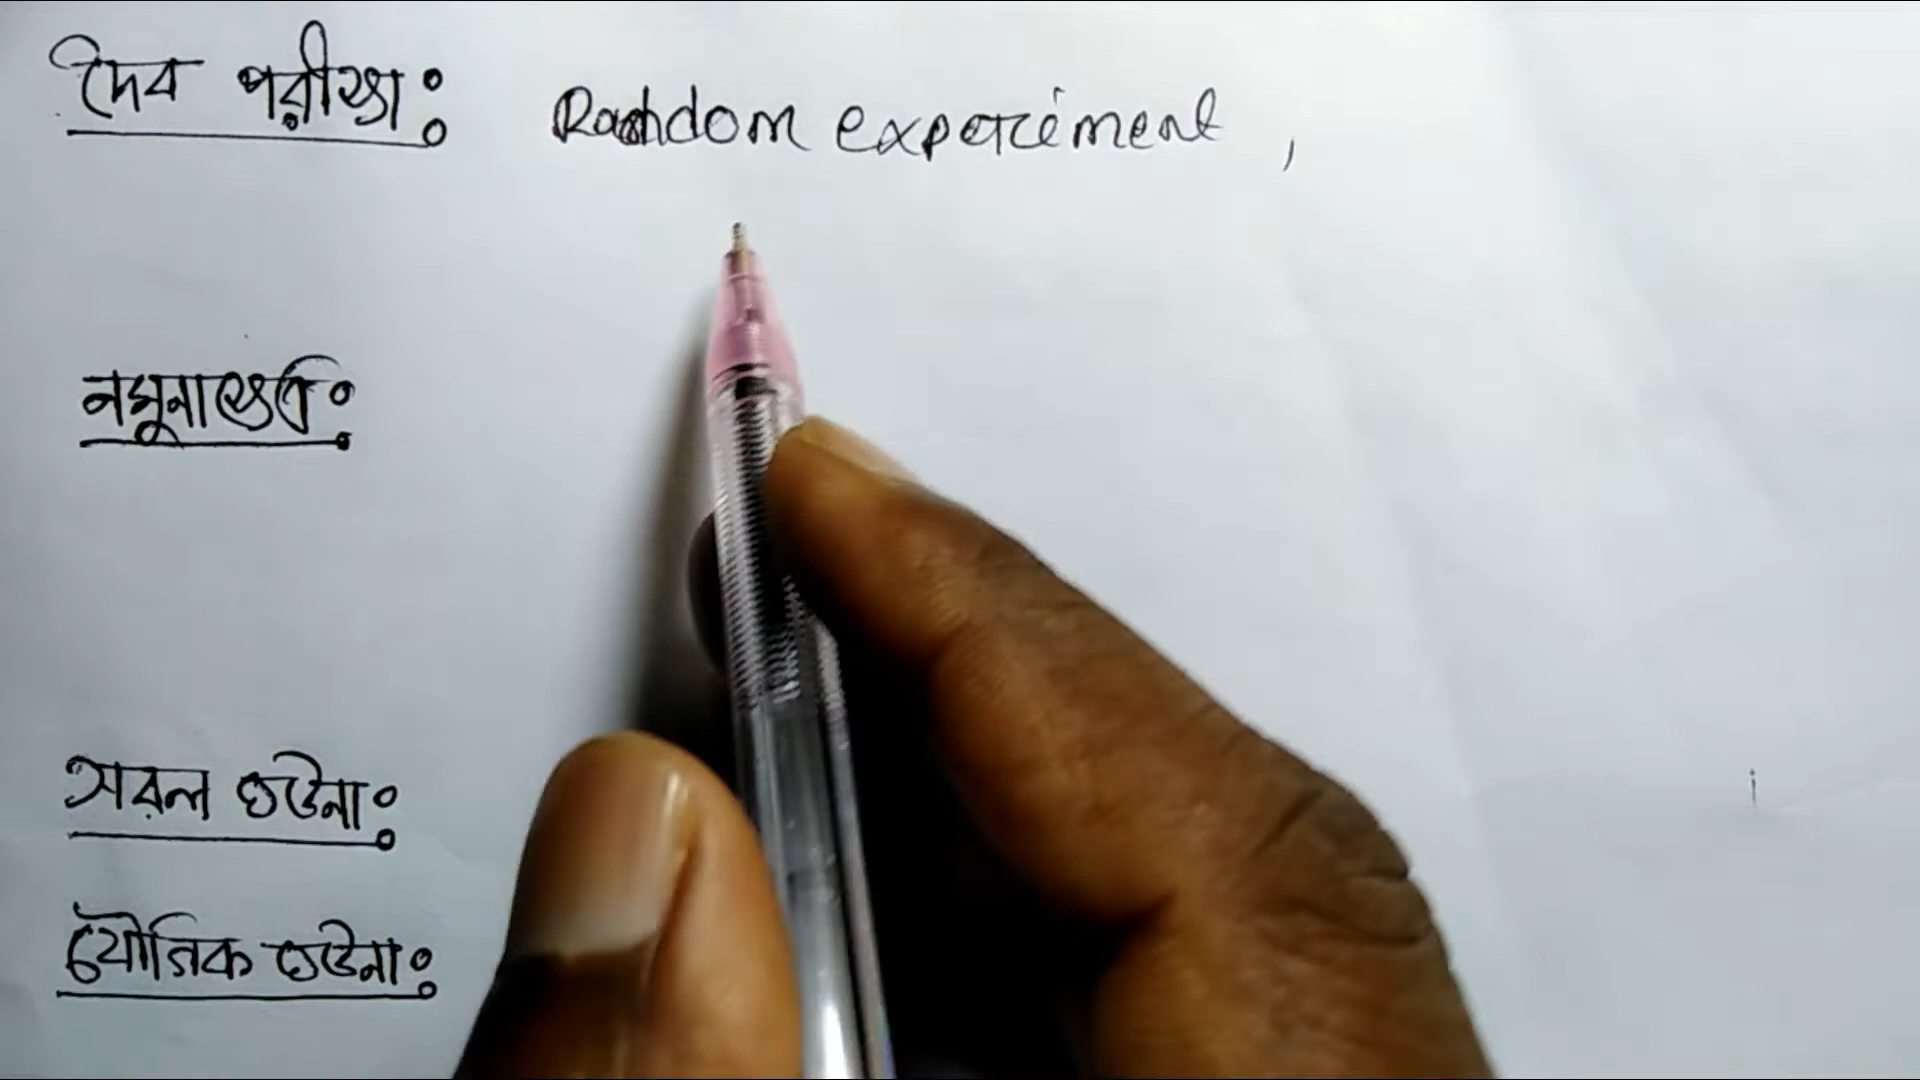 দৈব পরীক্ষা: Random experiment,
নমুনাক্ষেত্র:
সরল ঘটনা:
যৌগিক ঘটনা: